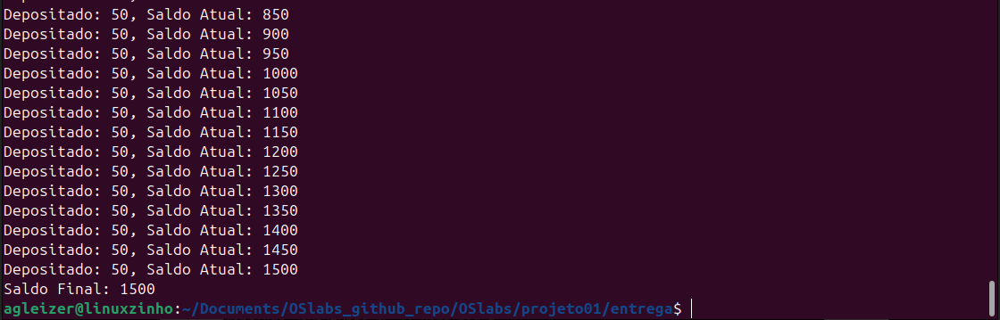 Depositado: 50, Saldo Atual: 850
Depositado: 50, Saldo Atual: 900
Depositado: 50, Saldo Atual: 950
Depositado: 50, Saldo Atual: 1000
Depositado: 50, Saldo Atual: 1050
Depositado: 50, Saldo Atual: 1100
Depositado: 50, Saldo Atual: 1150
Depositado: 50, Saldo Atual: 1200
Depositado: 50, Saldo Atual: 1250
Depositado: 50, Saldo Atual: 1300
Depositado: 50, Saldo Atual: 1350
Depositado: 50, Saldo Atual: 1400
Depositado: 50, Saldo Atual: 1450
Depositado: 50, Saldo Atual: 1500
Saldo Final: 1500
agleizer@linuxzinho:~/Documents/OSlabs_github_repo/OSlabs/projeto01/entrega$